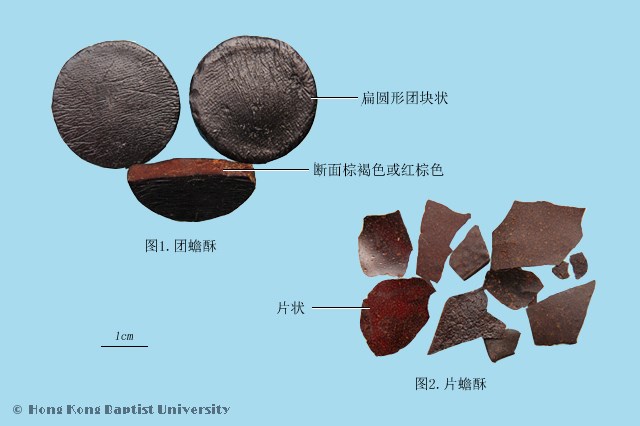 扁圆形团块状
断面棕褐色或红棕色
图1.团蟾酥
片状
1cm
图2.片蟾酥
© Hong Kong Baptist University